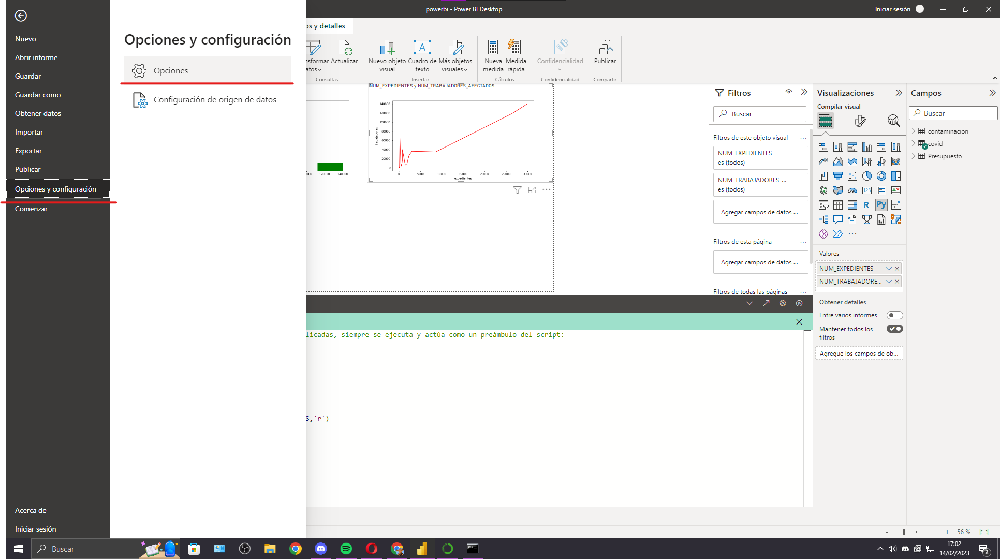 powerbi - Power BI Desktop
Iniciar sesión
Nuevo
Abrir informe
Guardar
Guardar como
Obtener datos
Importar
Exportar
Publicar
Opciones y configuración
Comenzar
Acerca de
Iniciar sesión
Opciones y configuración
Opciones
Configuración de origen de datos
os y detalles
nsformar
atos
Actualizar
Consultas
Nuevo objeto
visual
Cuadro de
texto
Más objetos
visuales
Insertar
Nueva
medida
Medida
rápida
Cálculos
Confidencialidad
Confidencialidad
Publicar
Compartir
0000 120000 140000
NUM_EXPEDIENTES y NUM_TRABAJADORES_AFECTADOS
140000
120000
100000
80000
60000
40000
20000
0
trabajadores
0 5000 10000 15000 20000 25000 30000
expedientes
licadas, siempre se ejecuta y actúa como un preámbulo del script:
S,'r')
Filtros
Buscar
Filtros de este objeto visual ...
NUM_EXPEDIENTES
es (todos)
NUM_TRABAJADORES_...
es (todos)
Agregar campos de datos ...
Filtros de esta página ...
Agregar campos de datos ...
Filtros de todas las páginas ...
Visualizaciones
Compilar visual
123
R
Py
...
Valores
NUM_EXPEDIENTES
NUM_TRABAJADORE...
Obtener detalles
Entre varios informes
Mantener todos los
filtros
Agregue los campos de ob...
Campos
Buscar
contaminacion
covid
Presupuesto
- + 56 %
Buscar
17:02
14/02/2023
2